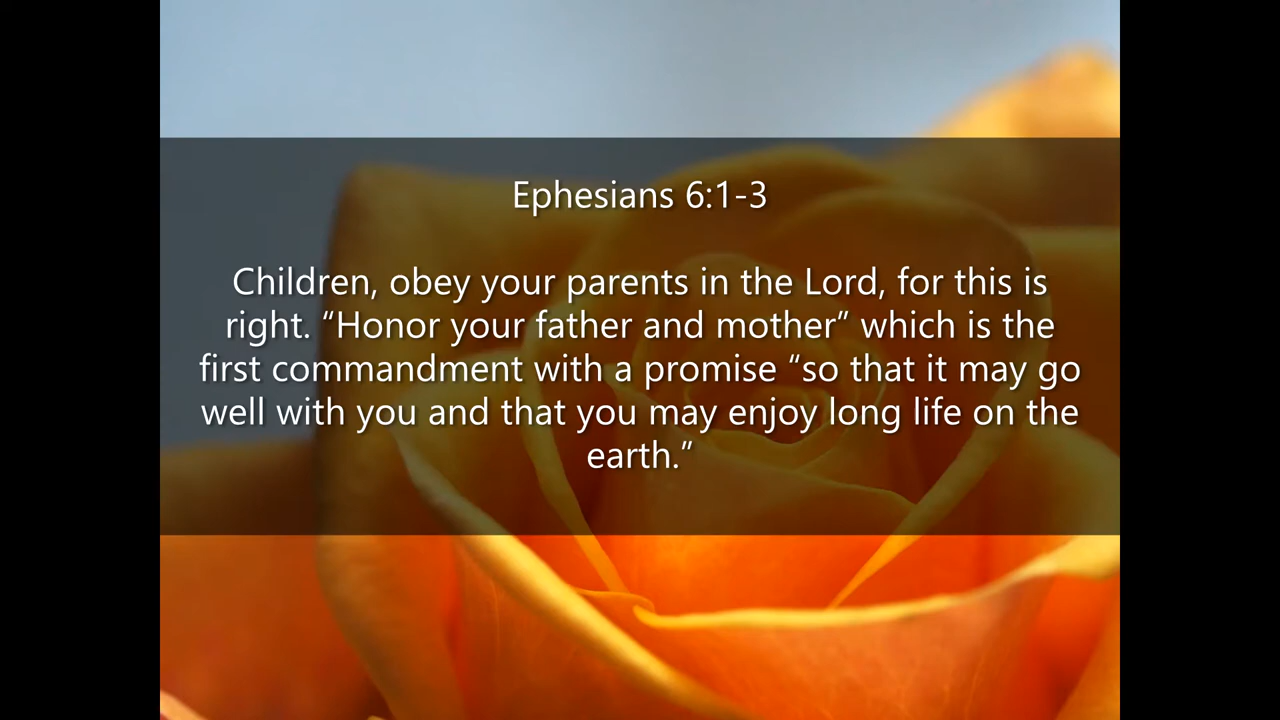 Ephesians 6:1-3
Children, obey your parents in the Lord, for this is
right. “Honor your father and mother” which is the
first commandment with a promise “so that it may go
well with you and that you may enjoy long life on the
earth.”